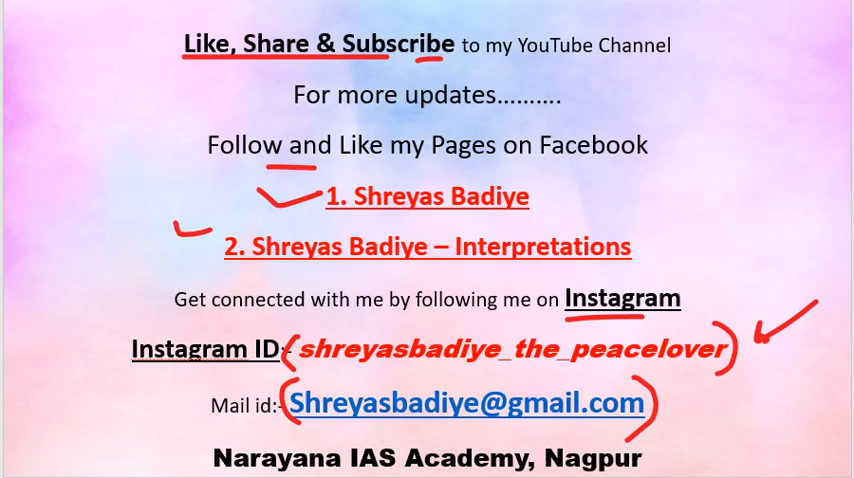 Like, Share & Subscribe to my YouTube Channel
For more updates..........
Follow and Like my Pages on Facebook
1. Shreyas Badiye
2. Shreyas Badiye – Interpretations
Get connected with me by following me on Instagram
Instagram ID:- shreyasbadiye_the_peacelover
Mail id:- Shreyasbadiye@gmail.com
Narayana IAS Academy, Nagpur